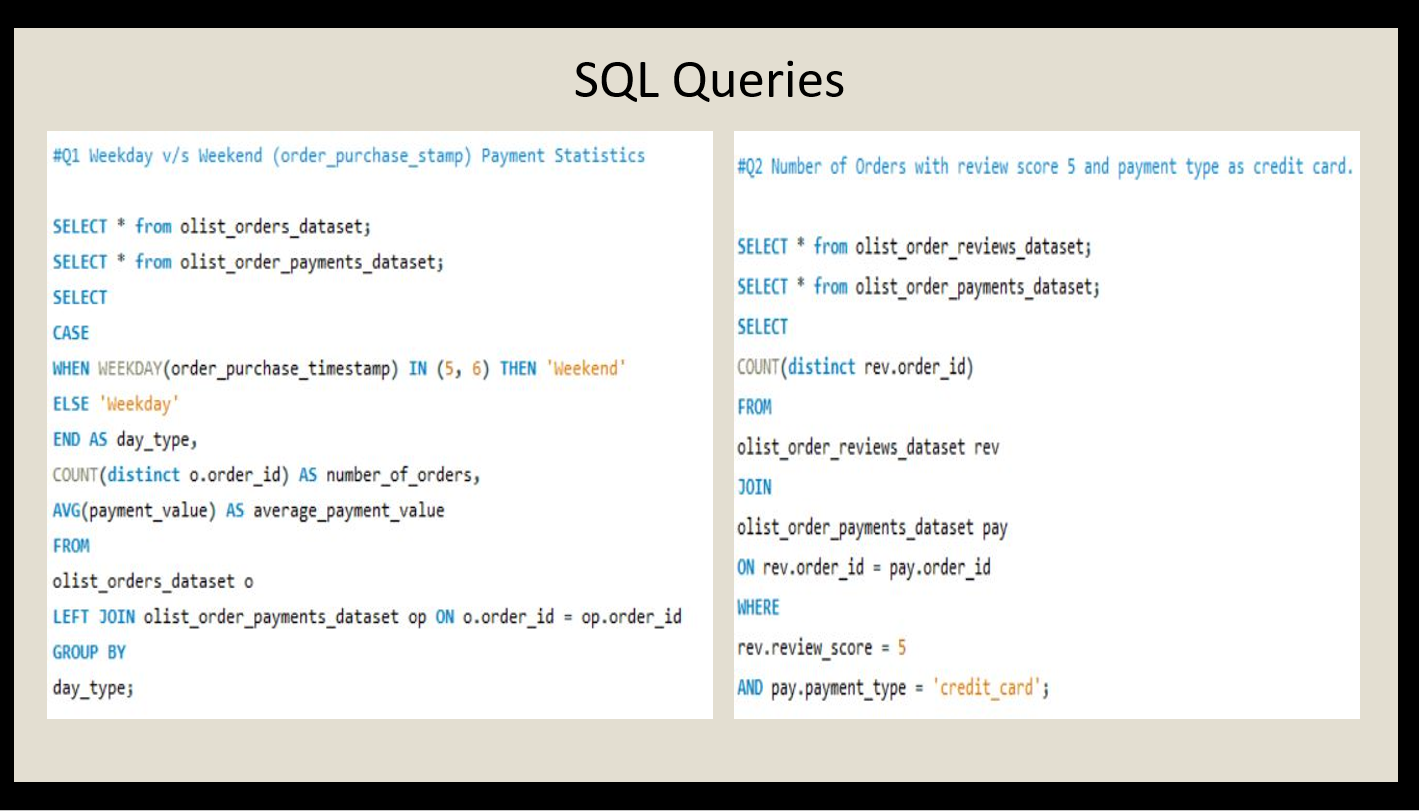 SQL Queries
#Q1 Weekday v/s Weekend (order_purchase_stamp) Payment Statistics
SELECT * from olist_orders_dataset;
SELECT * from olist_order_payments_dataset;
SELECT
CASE
WHEN WEEKDAY(order_purchase_timestamp) IN (5, 6) THEN 'Weekend'
ELSE 'Weekday'
END AS day_type,
COUNT(distinct o.order_id) AS number_of_orders,
AVG(payment_value) AS average_payment_value
FROM
olist_orders_dataset o
LEFT JOIN olist_order_payments_dataset op ON o.order_id = op.order_id
GROUP BY
day_type;
#Q2 Number of Orders with review score 5 and payment type as credit card.
SELECT * from olist_order_reviews_dataset;
SELECT * from olist_order_payments_dataset;
SELECT
COUNT(distinct rev.order_id)
FROM
olist_order_reviews_dataset rev
JOIN
olist_order_payments_dataset pay
ON rev.order_id = pay.order_id
WHERE
rev.review_score = 5
AND pay.payment_type = 'credit_card';